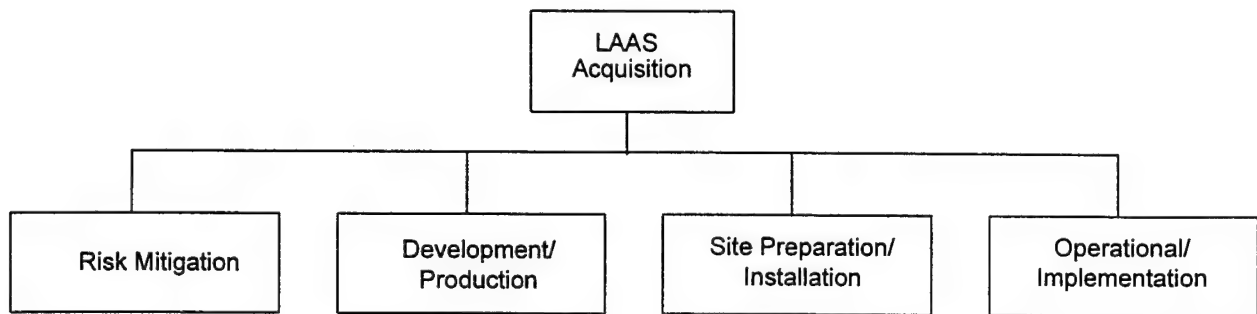 LAAS
Acquisition
Risk Mitigation
Development/
Production
Site Preparation/
Installation
Operational/
Implementation